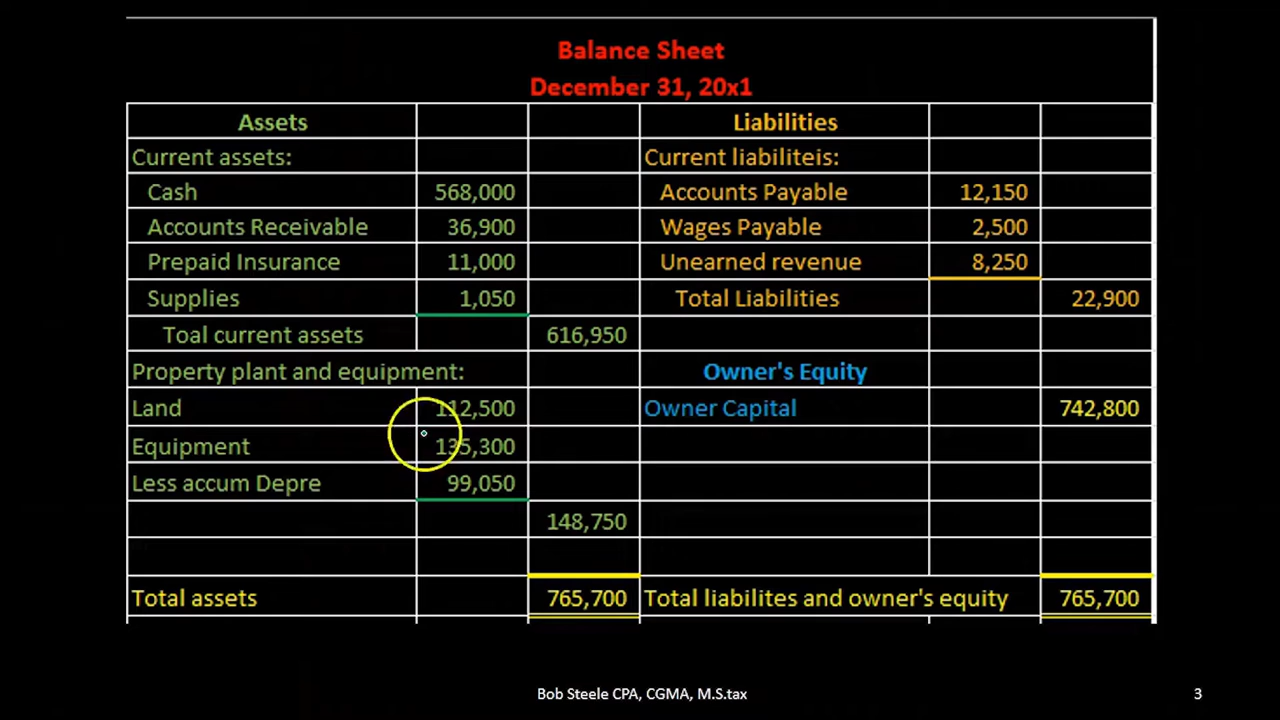 Balance Sheet
December 31, 20x1
Assets Liabilities
Current assets: Current liabiliteis:
Cash 568,000 Accounts Payable 12,150
Accounts Receivable 36,900 Wages Payable 2,500
Prepaid Insurance 11,000 Unearned revenue 8,250
Supplies 1,050 Total Liabilities 22,900
Toal current assets 616,950
Property plant and equipment: Owner's Equity
Land 112,500 Owner Capital 742,800
Equipment 135,300
Less accum Depre 99,050
148,750
Total assets 765,700 Total liabilites and owner's equity 765,700
Bob Steele CPA, CGMA, M.S.tax 3